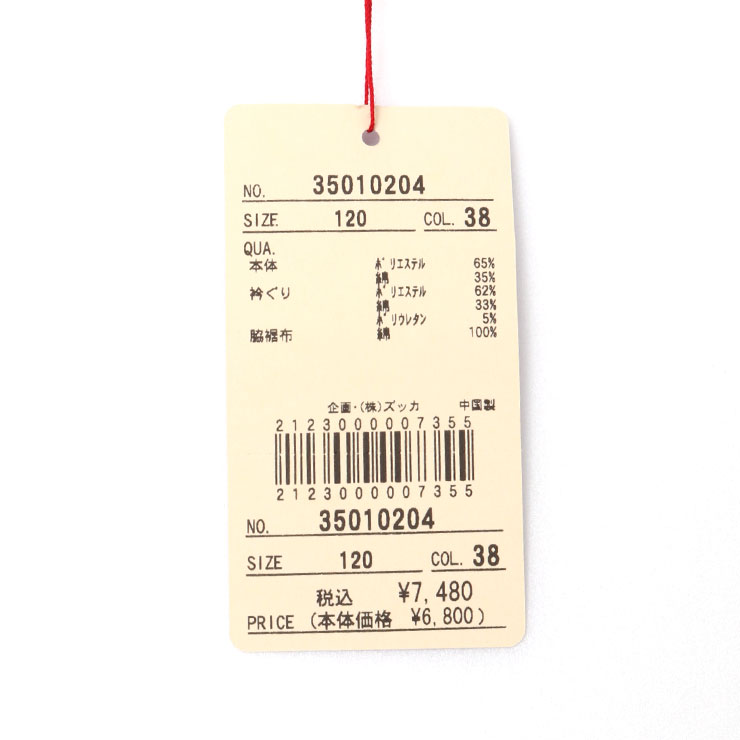 NO. 35010204
SIZE 120 COL. 38
QUA.
本体 ポリエステル 65%
綿 35%
衿ぐり ポリエステル 62%
綿 33%
ポリウレタン 5%
脇裾布 綿 100%
企画・(株)ズッカ 中国製
2123000007355
2123000007355
NO. 35010204
SIZE 120 COL. 38
税込 ¥7,480
PRICE (本体価格 ¥6,800)